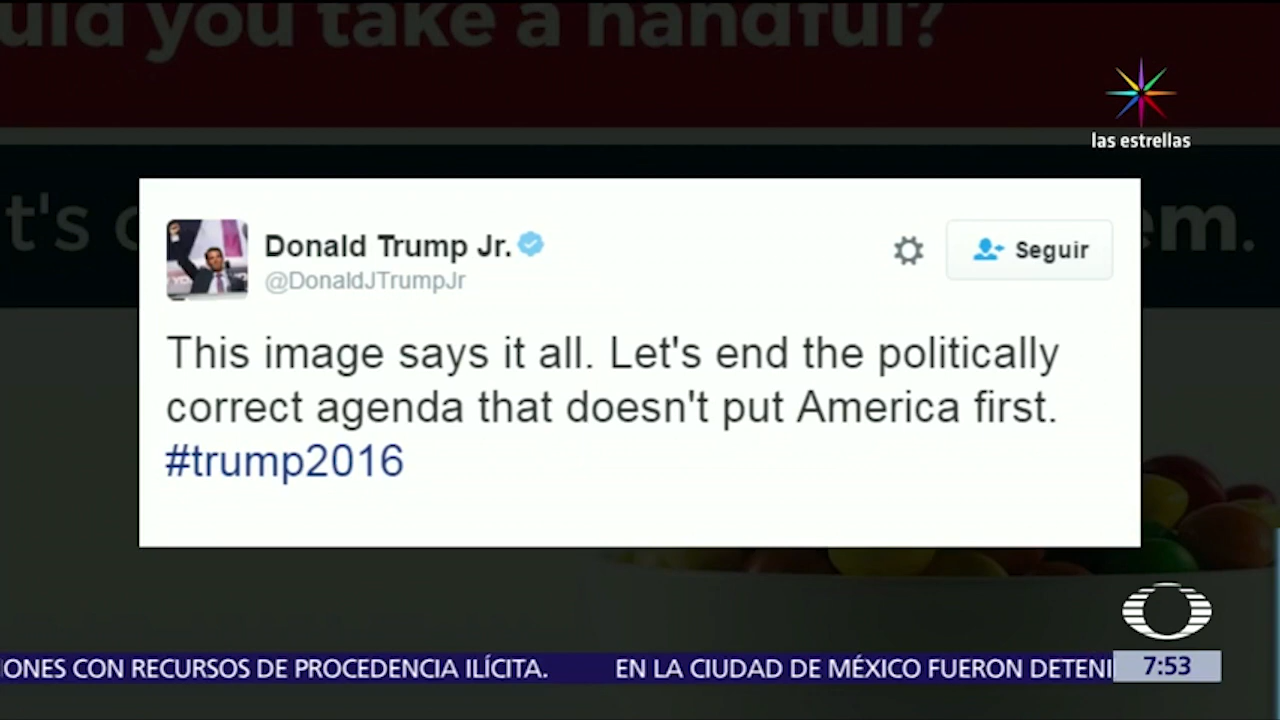 you take a handful?
las estrellas
t's
em.
Donald Trump Jr.
@DonaldJTrumpJr
Seguir
This image says it all. Let's end the politically
correct agenda that doesn't put America first.
#trump2016
IONES CON RECURSOS DE PROCEDENCIA ILÍCITA. EN LA CIUDAD DE MÉXICO FUERON DETENI
7:53